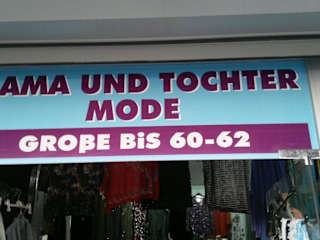 AMA UND TOCHTER
MODE
GROßE BiS 60-62